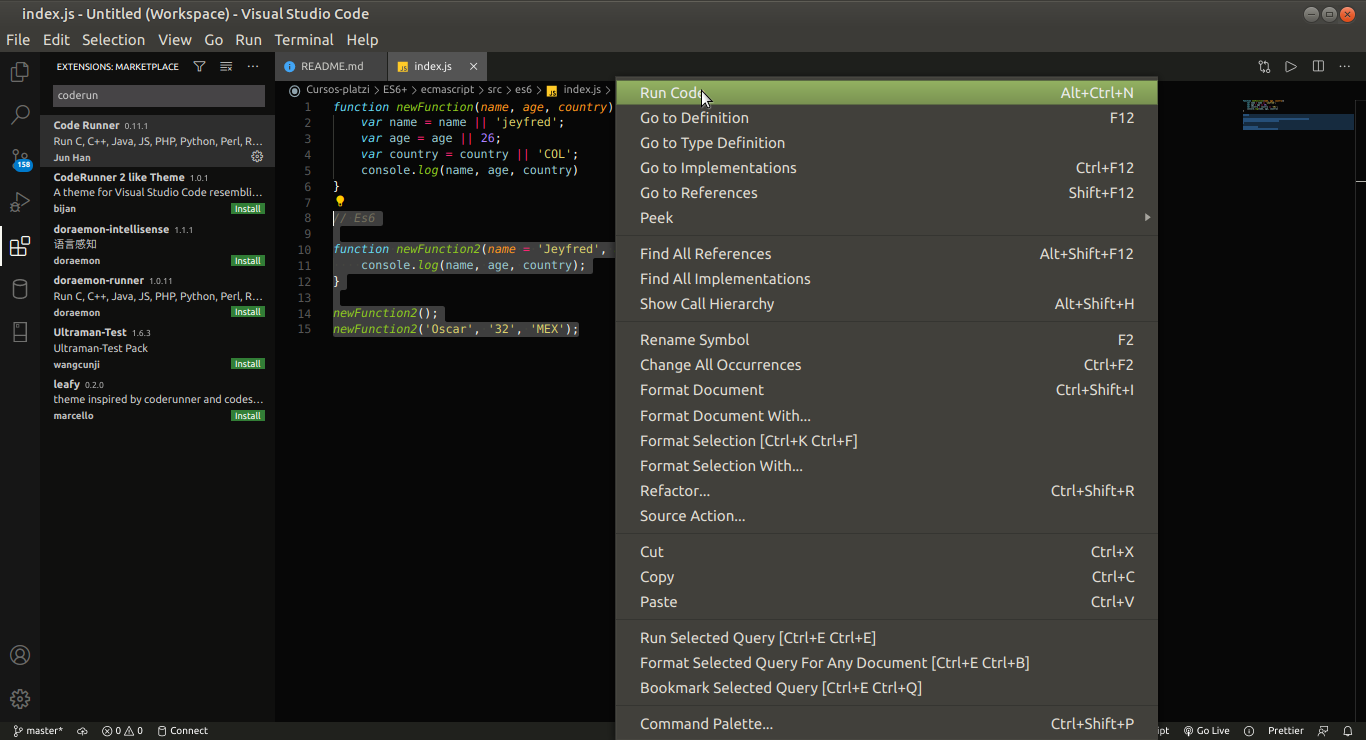 index.js - Untitled (Workspace) - Visual Studio Code
File Edit Selection View Go Run Terminal Help
EXTENSIONS: MARKETPLACE
coderun
Code Runner 0.11.1
Run C, C++, Java, JS, PHP, Python, Perl, R...
Jun Han
CodeRunner 2 like Theme 1.0.1
A theme for Visual Studio Code resembli...
bijan Install
doraemon-intellisense 1.1.1
语言感知
doraemon Install
doraemon-runner 1.0.11
Run C, C++, Java, JS, PHP, Python, Perl, R...
doraemon Install
Ultraman-Test 1.6.3
Ultraman-Test Pack
wangcunji Install
leafy 0.2.0
theme inspired by coderunner and codes...
marcello Install
158
README.md
index.js
Cursos-platzi > ES6+ > ecmascript > src > es6 > index.js >
1 function newFunction(name, age, country)
2 var name = name || 'jeyfred';
3 var age = age || 26;
4 var country = country || 'COL';
5 console.log(name, age, country)
6 }
7
8 // Es6
9
10 function newFunction2(name = 'Jeyfred',
11 console.log(name, age, country);
12 }
13
14 newFunction2();
15 newFunction2('Oscar', '32', 'MEX');
Run Code Alt+Ctrl+N
Go to Definition F12
Go to Type Definition
Go to Implementations Ctrl+F12
Go to References Shift+F12
Peek
Find All References Alt+Shift+F12
Find All Implementations
Show Call Hierarchy Alt+Shift+H
Rename Symbol F2
Change All Occurrences Ctrl+F2
Format Document Ctrl+Shift+I
Format Document With...
Format Selection [Ctrl+K Ctrl+F]
Format Selection With...
Refactor... Ctrl+Shift+R
Source Action...
Cut Ctrl+X
Copy Ctrl+C
Paste Ctrl+V
Run Selected Query [Ctrl+E Ctrl+E]
Format Selected Query For Any Document [Ctrl+E Ctrl+B]
Bookmark Selected Query [Ctrl+E Ctrl+Q]
Command Palette... Ctrl+Shift+P
master* 0 0 Connect
ipt Go Live Prettier